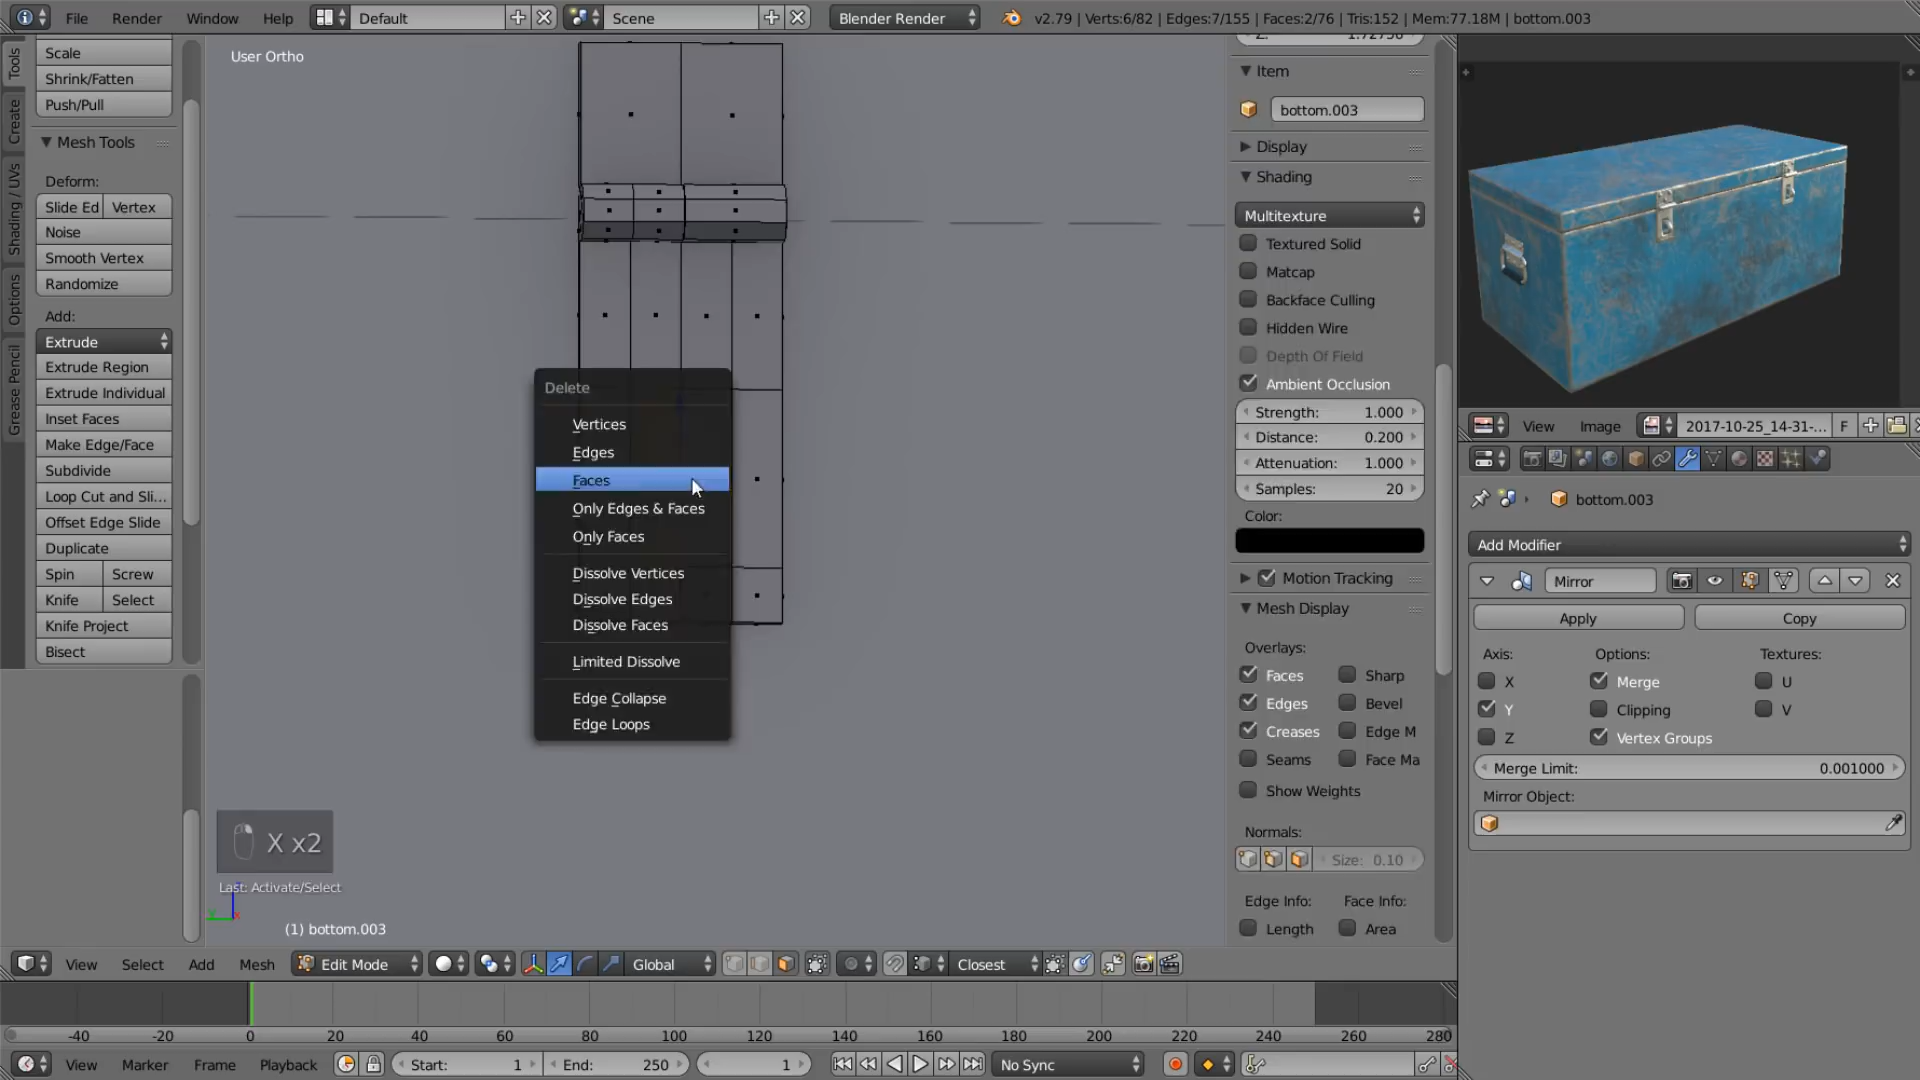 File Render Window Help Default Scene Blender Render v2.79 | Verts:6/82 | Edges:7/155 | Faces:2/76 | Tris:152 | Mem:77.18M | bottom.003
Tools
Create
Shading / UVs
Options
Grease Pencil
Scale
Shrink/Fatten
Push/Pull
Mesh Tools
Deform:
Slide Ed Vertex
Noise
Smooth Vertex
Randomize
Add:
Extrude
Extrude Region
Extrude Individual
Inset Faces
Make Edge/Face
Subdivide
Loop Cut and Sli...
Offset Edge Slide
Duplicate
Spin Screw
Knife Select
Knife Project
Bisect
User Ortho
Delete
Vertices
Edges
Faces
Only Edges & Faces
Only Faces
Dissolve Vertices
Dissolve Edges
Dissolve Faces
Limited Dissolve
Edge Collapse
Edge Loops
X x2
Last: Activate/Select
(1) bottom.003
Item
bottom.003
Display
Shading
Multitexture
Textured Solid
Matcap
Backface Culling
Hidden Wire
Depth Of Field
Ambient Occlusion
Strength: 1.000
Distance: 0.200
Attenuation: 1.000
Samples: 20
Color:
Motion Tracking
Mesh Display
Overlays:
Faces Sharp
Edges Bevel
Creases Edge M
Seams Face Ma
Show Weights
Normals:
Size: 0.10
Edge Info: Face Info:
Length Area
View Image 2017-10-25_14-31-... F
bottom.003
Add Modifier
Mirror
Apply Copy
Axis: Options: Textures:
X Merge U
Y Clipping V
Z Vertex Groups
Merge Limit: 0.001000
Mirror Object:
View Select Add Mesh Edit Mode Global Closest
-40 -20 0 20 40 60 80 100 120 140 160 180 200 220 240 260 280
View Marker Frame Playback Start: 1 End: 250 1 No Sync